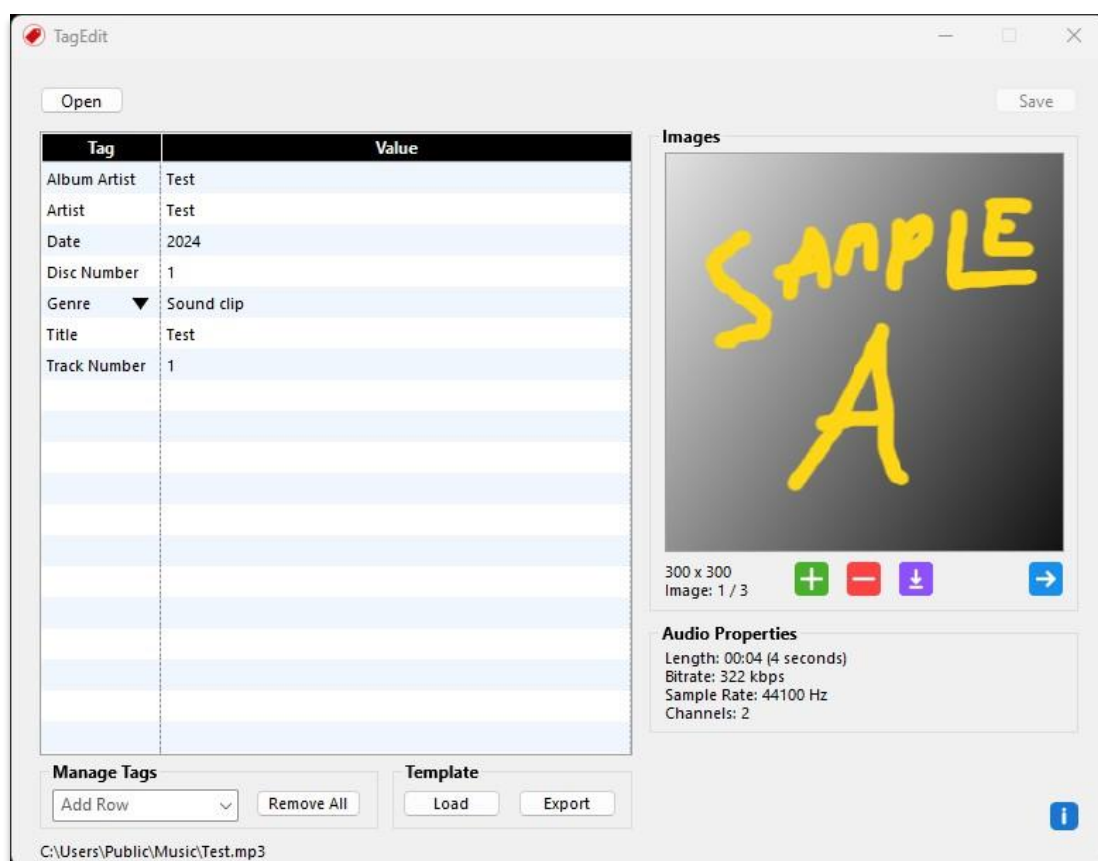 TagEdit
Open
Save
Tag Value
Album Artist Test
Artist Test
Date 2024
Disc Number 1
Genre ▼ Sound clip
Title Test
Track Number 1
Images
SAMPLE
A
300 x 300
Image: 1 / 3
Audio Properties
Length: 00:04 (4 seconds)
Bitrate: 322 kbps
Sample Rate: 44100 Hz
Channels: 2
Manage Tags
Add Row
Remove All
Template
Load
Export
i
C:\Users\Public\Music\Test.mp3